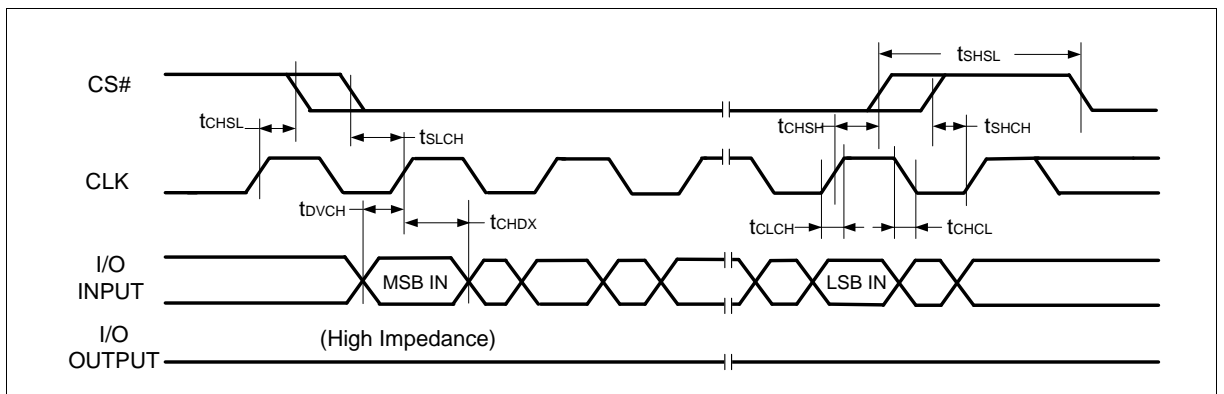 tSHSL
CS#
tCHSL
tSLCH
tCHSH
tSHCH
CLK
tDVCH
tCHDX
tCLCH
tCHCL
I/O
INPUT
MSB IN
LSB IN
I/O
OUTPUT
(High Impedance)